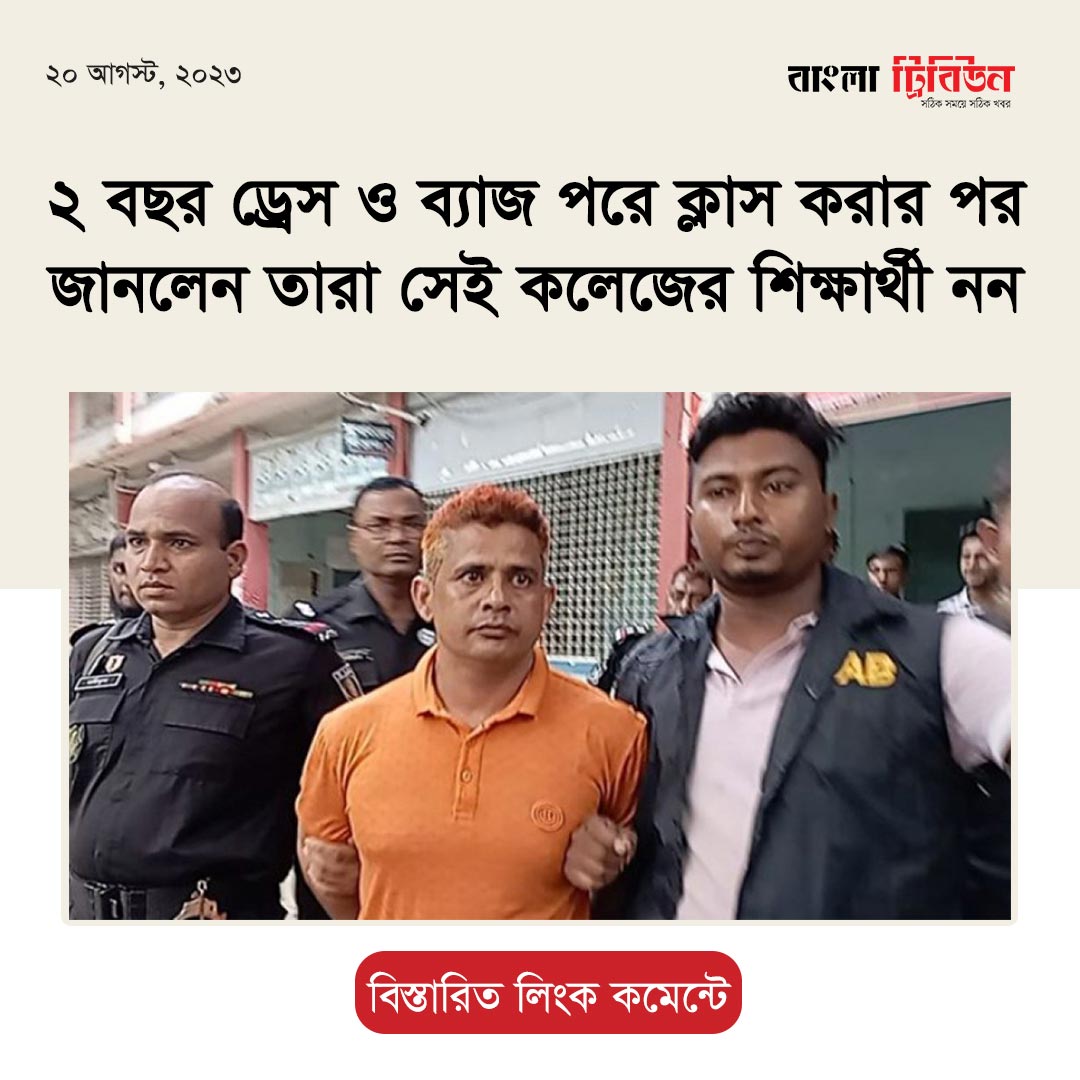 ২০ আগস্ট, ২০২৩
বাংলা ট্রিবিউন
সঠিক সময়ে সঠিক খবর
২ বছর ড্রেস ও ব্যাজ পরে ক্লাস করার পর
জানলেন তারা সেই কলেজের শিক্ষার্থী নন
AB
বিস্তারিত লিংক কমেন্টে